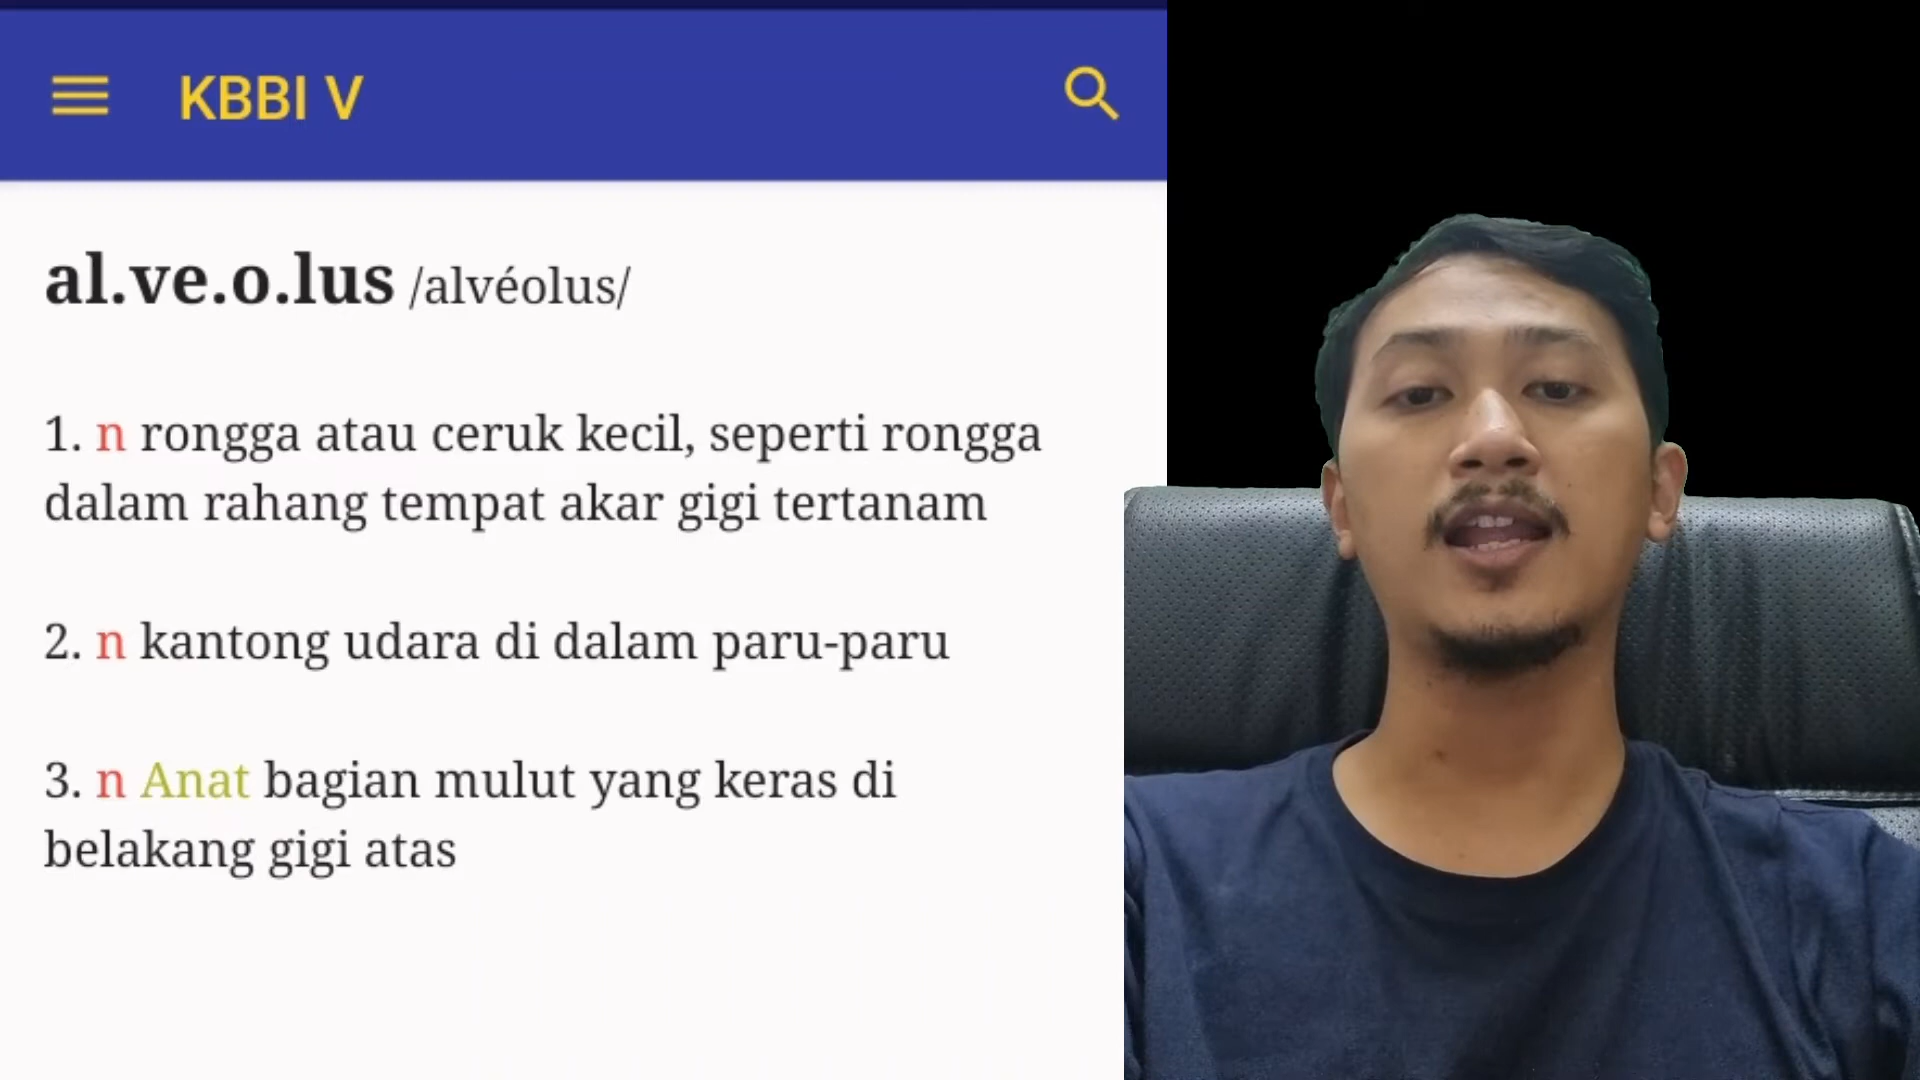 KBBI V
al.ve.o.lus /alvéolus/
1. n rongga atau ceruk kecil, seperti rongga
dalam rahang tempat akar gigi tertanam
2. n kantong udara di dalam paru-paru
3. n Anat bagian mulut yang keras di
belakang gigi atas